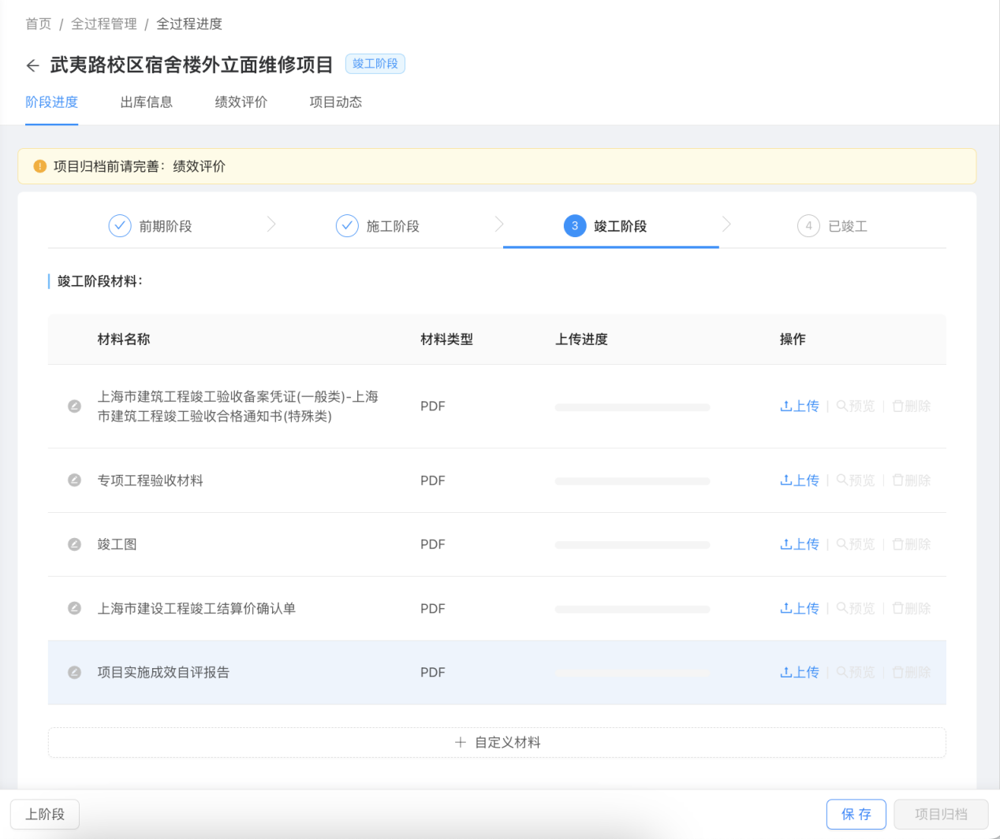 首页 / 全过程管理 / 全过程进度
武夷路校区宿舍楼外立面维修项目 竣工阶段
阶段进度 出库信息 绩效评价 项目动态
项目归档前请完善：绩效评价
前期阶段 施工阶段 3 竣工阶段 4 已竣工
竣工阶段材料：
材料名称 材料类型 上传进度 操作
上海市建筑工程竣工验收备案凭证(一般类)-上海
市建筑工程竣工验收合格通知书(特殊类) PDF 上传 预览 删除
专项工程验收材料 PDF 上传 预览 删除
竣工图 PDF 上传 预览 删除
上海市建设工程竣工结算价确认单 PDF 上传 预览 删除
项目实施成效自评报告 PDF 上传 预览 删除
+ 自定义材料
上阶段 保存 项目归档